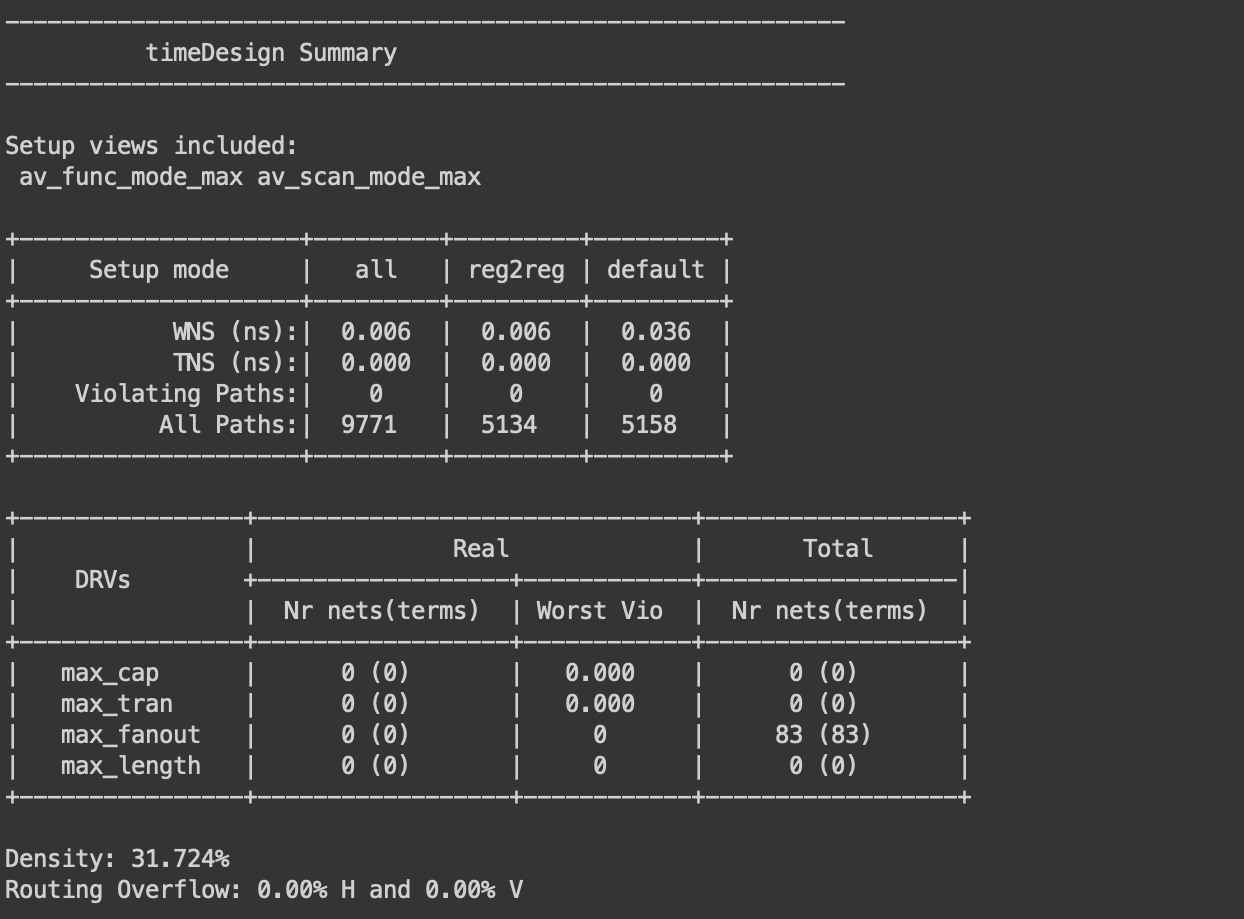 ------------------------------------------------------------
          timeDesign Summary
------------------------------------------------------------

Setup views included:
 av_func_mode_max av_scan_mode_max

+--------------------+---------+---------+---------+
|     Setup mode     |   all   | reg2reg | default |
+--------------------+---------+---------+---------+
|           WNS (ns):|  0.006  |  0.006  |  0.036  |
|           TNS (ns):|  0.000  |  0.000  |  0.000  |
|    Violating Paths:|    0    |    0    |    0    |
|          All Paths:|  9771   |  5134   |  5158   |
+--------------------+---------+---------+---------+

+----------------+-------------------------------+------------------+
|                |              Real             |       Total      |
|    DRVs        +------------------+------------+------------------|
|                |  Nr nets(terms)  | Worst Vio  |  Nr nets(terms)  |
+----------------+------------------+------------+------------------+
|   max_cap      |      0 (0)       |   0.000    |      0 (0)       |
|   max_tran     |      0 (0)       |   0.000    |      0 (0)       |
|   max_fanout   |      0 (0)       |     0      |     83 (83)      |
|   max_length   |      0 (0)       |     0      |      0 (0)       |
+----------------+------------------+------------+------------------+

Density: 31.724%
Routing Overflow: 0.00% H and 0.00% V